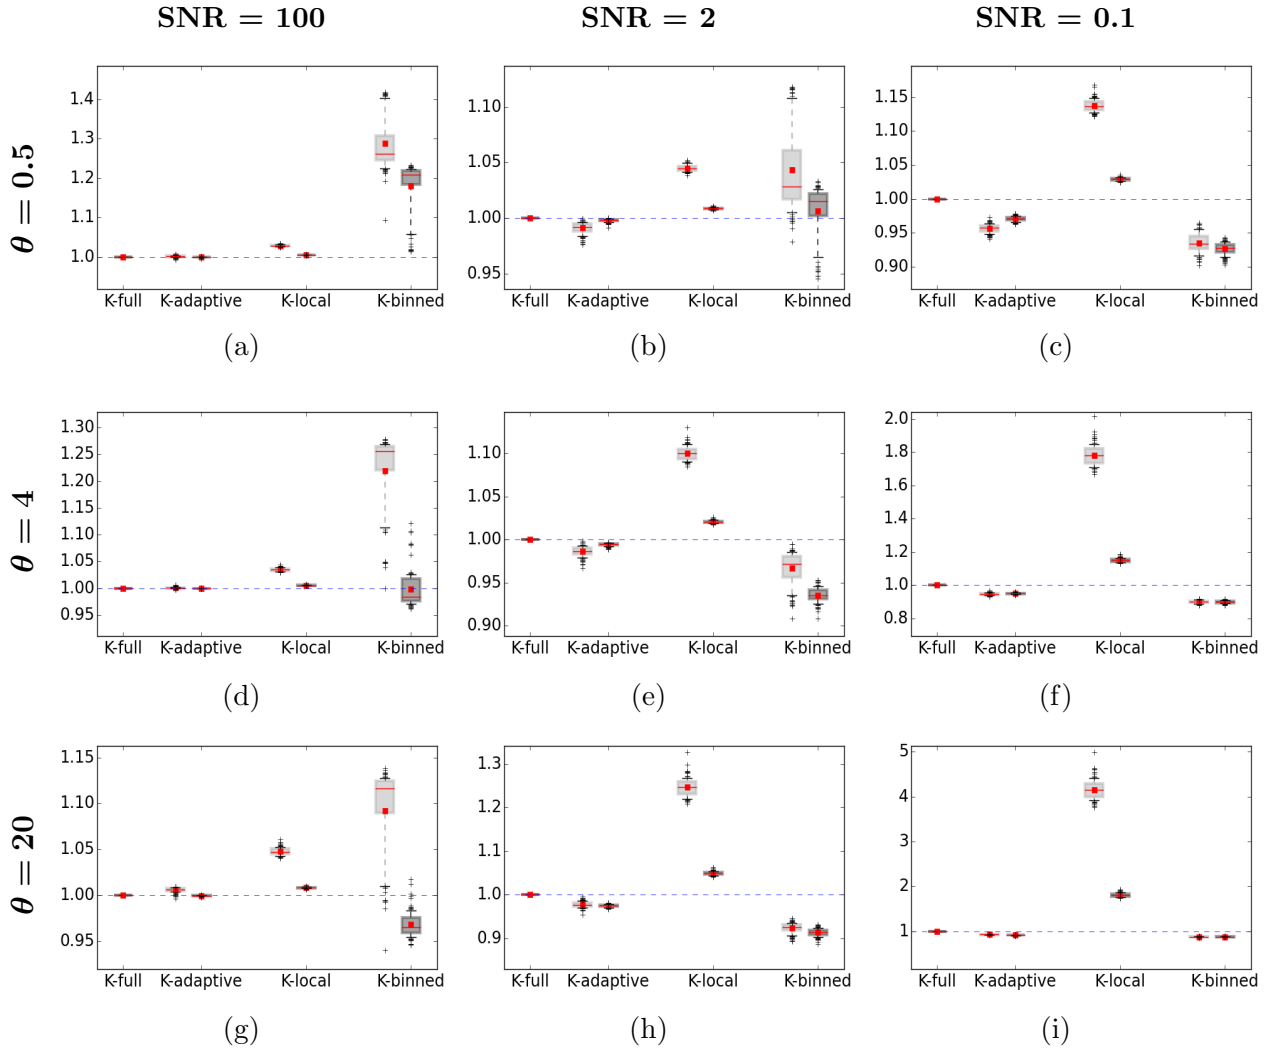 SNR = 100 SNR = 2 SNR = 0.1
θ = 0.5
1.4
1.3
1.2
1.1
1.0
K-full K-adaptive K-local K-binned
(a)
1.10
1.05
1.00
0.95
K-full K-adaptive K-local K-binned
(b)
1.15
1.10
1.05
1.00
0.95
0.90
K-full K-adaptive K-local K-binned
(c)
θ = 4
1.30
1.25
1.20
1.15
1.10
1.05
1.00
0.95
K-full K-adaptive K-local K-binned
(d)
1.10
1.05
1.00
0.95
0.90
K-full K-adaptive K-local K-binned
(e)
2.0
1.8
1.6
1.4
1.2
1.0
0.8
K-full K-adaptive K-local K-binned
(f)
θ = 20
1.15
1.10
1.05
1.00
0.95
K-full K-adaptive K-local K-binned
(g)
1.3
1.2
1.1
1.0
0.9
K-full K-adaptive K-local K-binned
(h)
5
4
3
2
1
K-full K-adaptive K-local K-binned
(i)